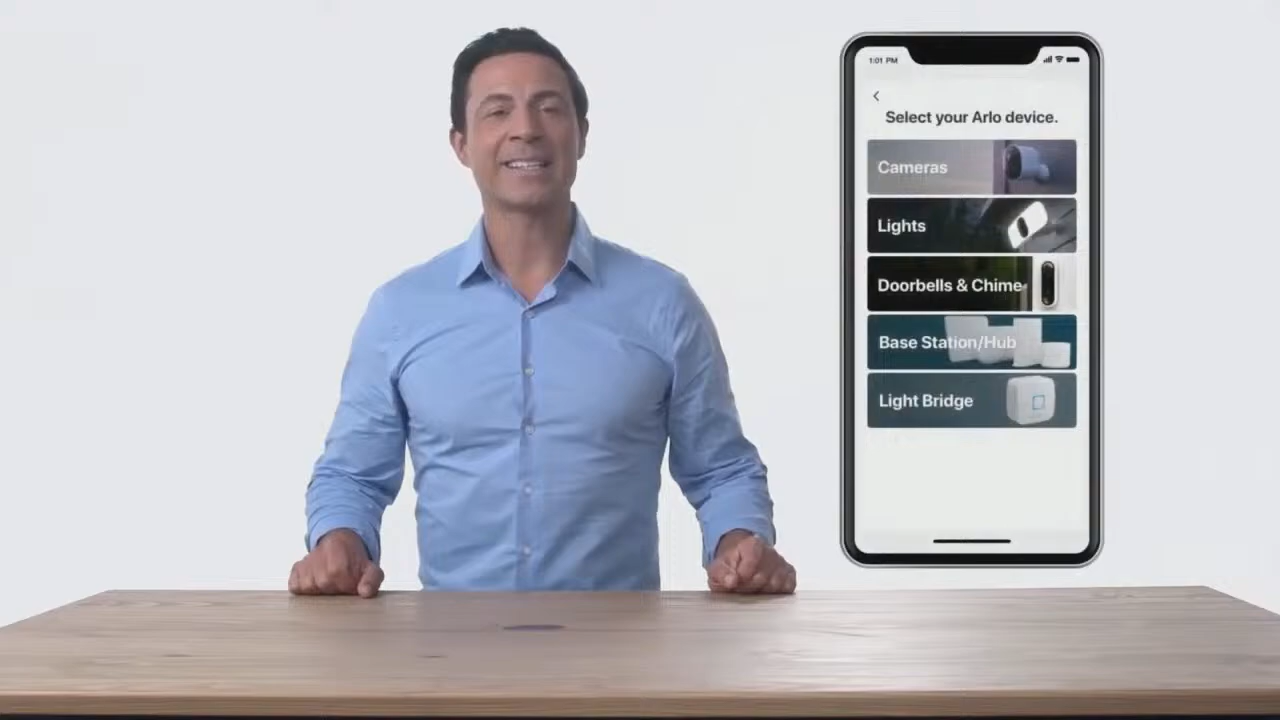 1:01 PM
Select your Arlo device.
Cameras
Lights
Doorbells & Chime
Base Station/Hub
Light Bridge